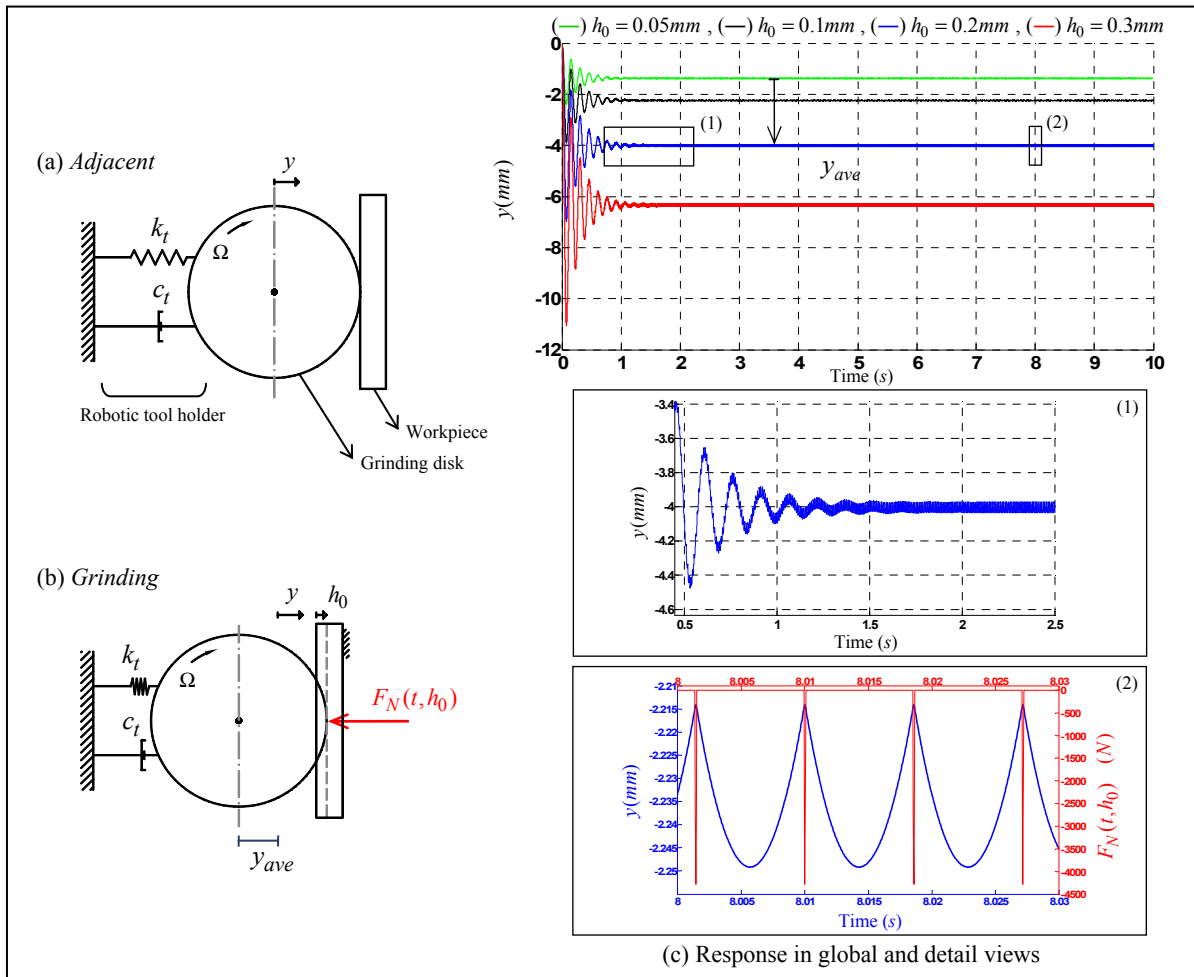 (a) Adjacent
y
k_t
Ω
c_t
Robotic tool holder
Workpiece
Grinding disk
(b) Grinding
y
h_0
k_t
Ω
c_t
F_N(t, h_0)
y_ave
(—) h_0 = 0.05mm , (—) h_0 = 0.1mm , (—) h_0 = 0.2mm , (—) h_0 = 0.3mm
0
-2
-4
-6
-8
-10
-12
y(mm)
(1)
(2)
y_ave
0 1 2 3 4 5 6 7 8 9 10
Time (s)
(1)
-3.4
-3.6
-3.8
-4
-4.2
-4.4
-4.6
y(mm)
0.5 1 1.5 2 2.5
Time (s)
(2)
8 8.005 8.01 8.015 8.02 8.025 8.03
-2.21
-2.215
-2.22
-2.225
-2.23
-2.235
-2.24
-2.245
-2.25
y(mm)
0
-500
-1000
-1500
-2000
-2500
-3000
-3500
-4000
-4500
F_N(t, h_0) (N)
8 8.005 8.01 8.015 8.02 8.025 8.03
Time (s)
(c) Response in global and detail views